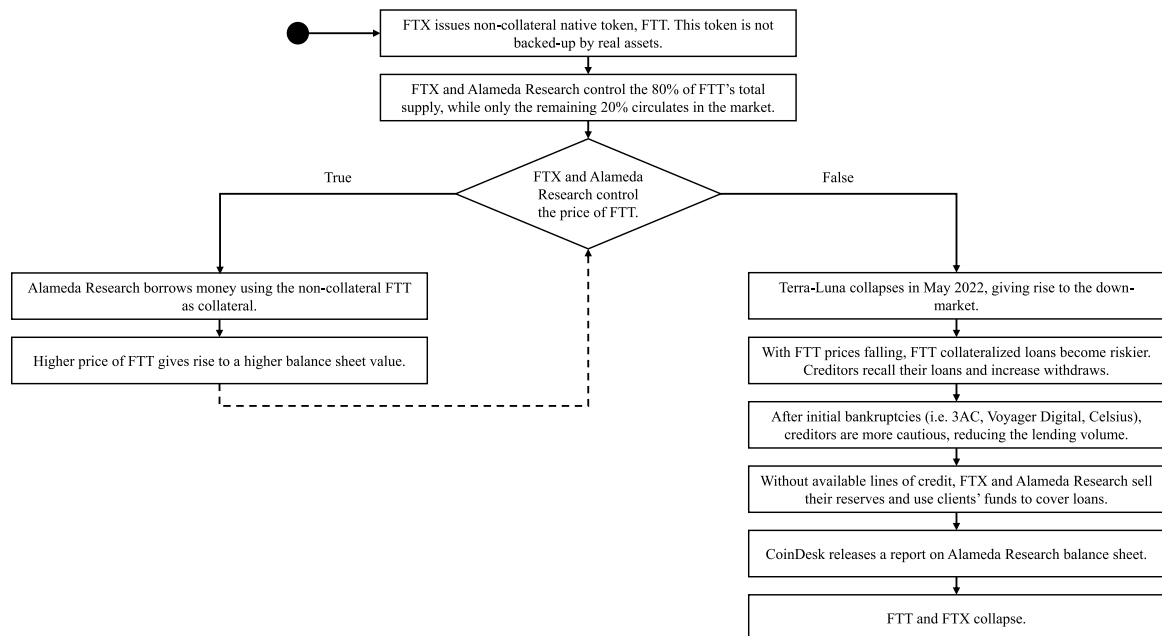 FTX issues non-collateral native token, FTT. This token is not
backed-up by real assets.
FTX and Alameda Research control the 80% of FTT's total
supply, while only the remaining 20% circulates in the market.
True
FTX and Alameda
Research control
the price of FTT.
False
Alameda Research borrows money using the non-collateral FTT
as collateral.
Higher price of FTT gives rise to a higher balance sheet value.
Terra-Luna collapses in May 2022, giving rise to the down-
market.
With FTT prices falling, FTT collateralized loans become riskier.
Creditors recall their loans and increase withdraws.
After initial bankruptcies (i.e. 3AC, Voyager Digital, Celsius),
creditors are more cautious, reducing the lending volume.
Without available lines of credit, FTX and Alameda Research sell
their reserves and use clients' funds to cover loans.
CoinDesk releases a report on Alameda Research balance sheet.
FTT and FTX collapse.